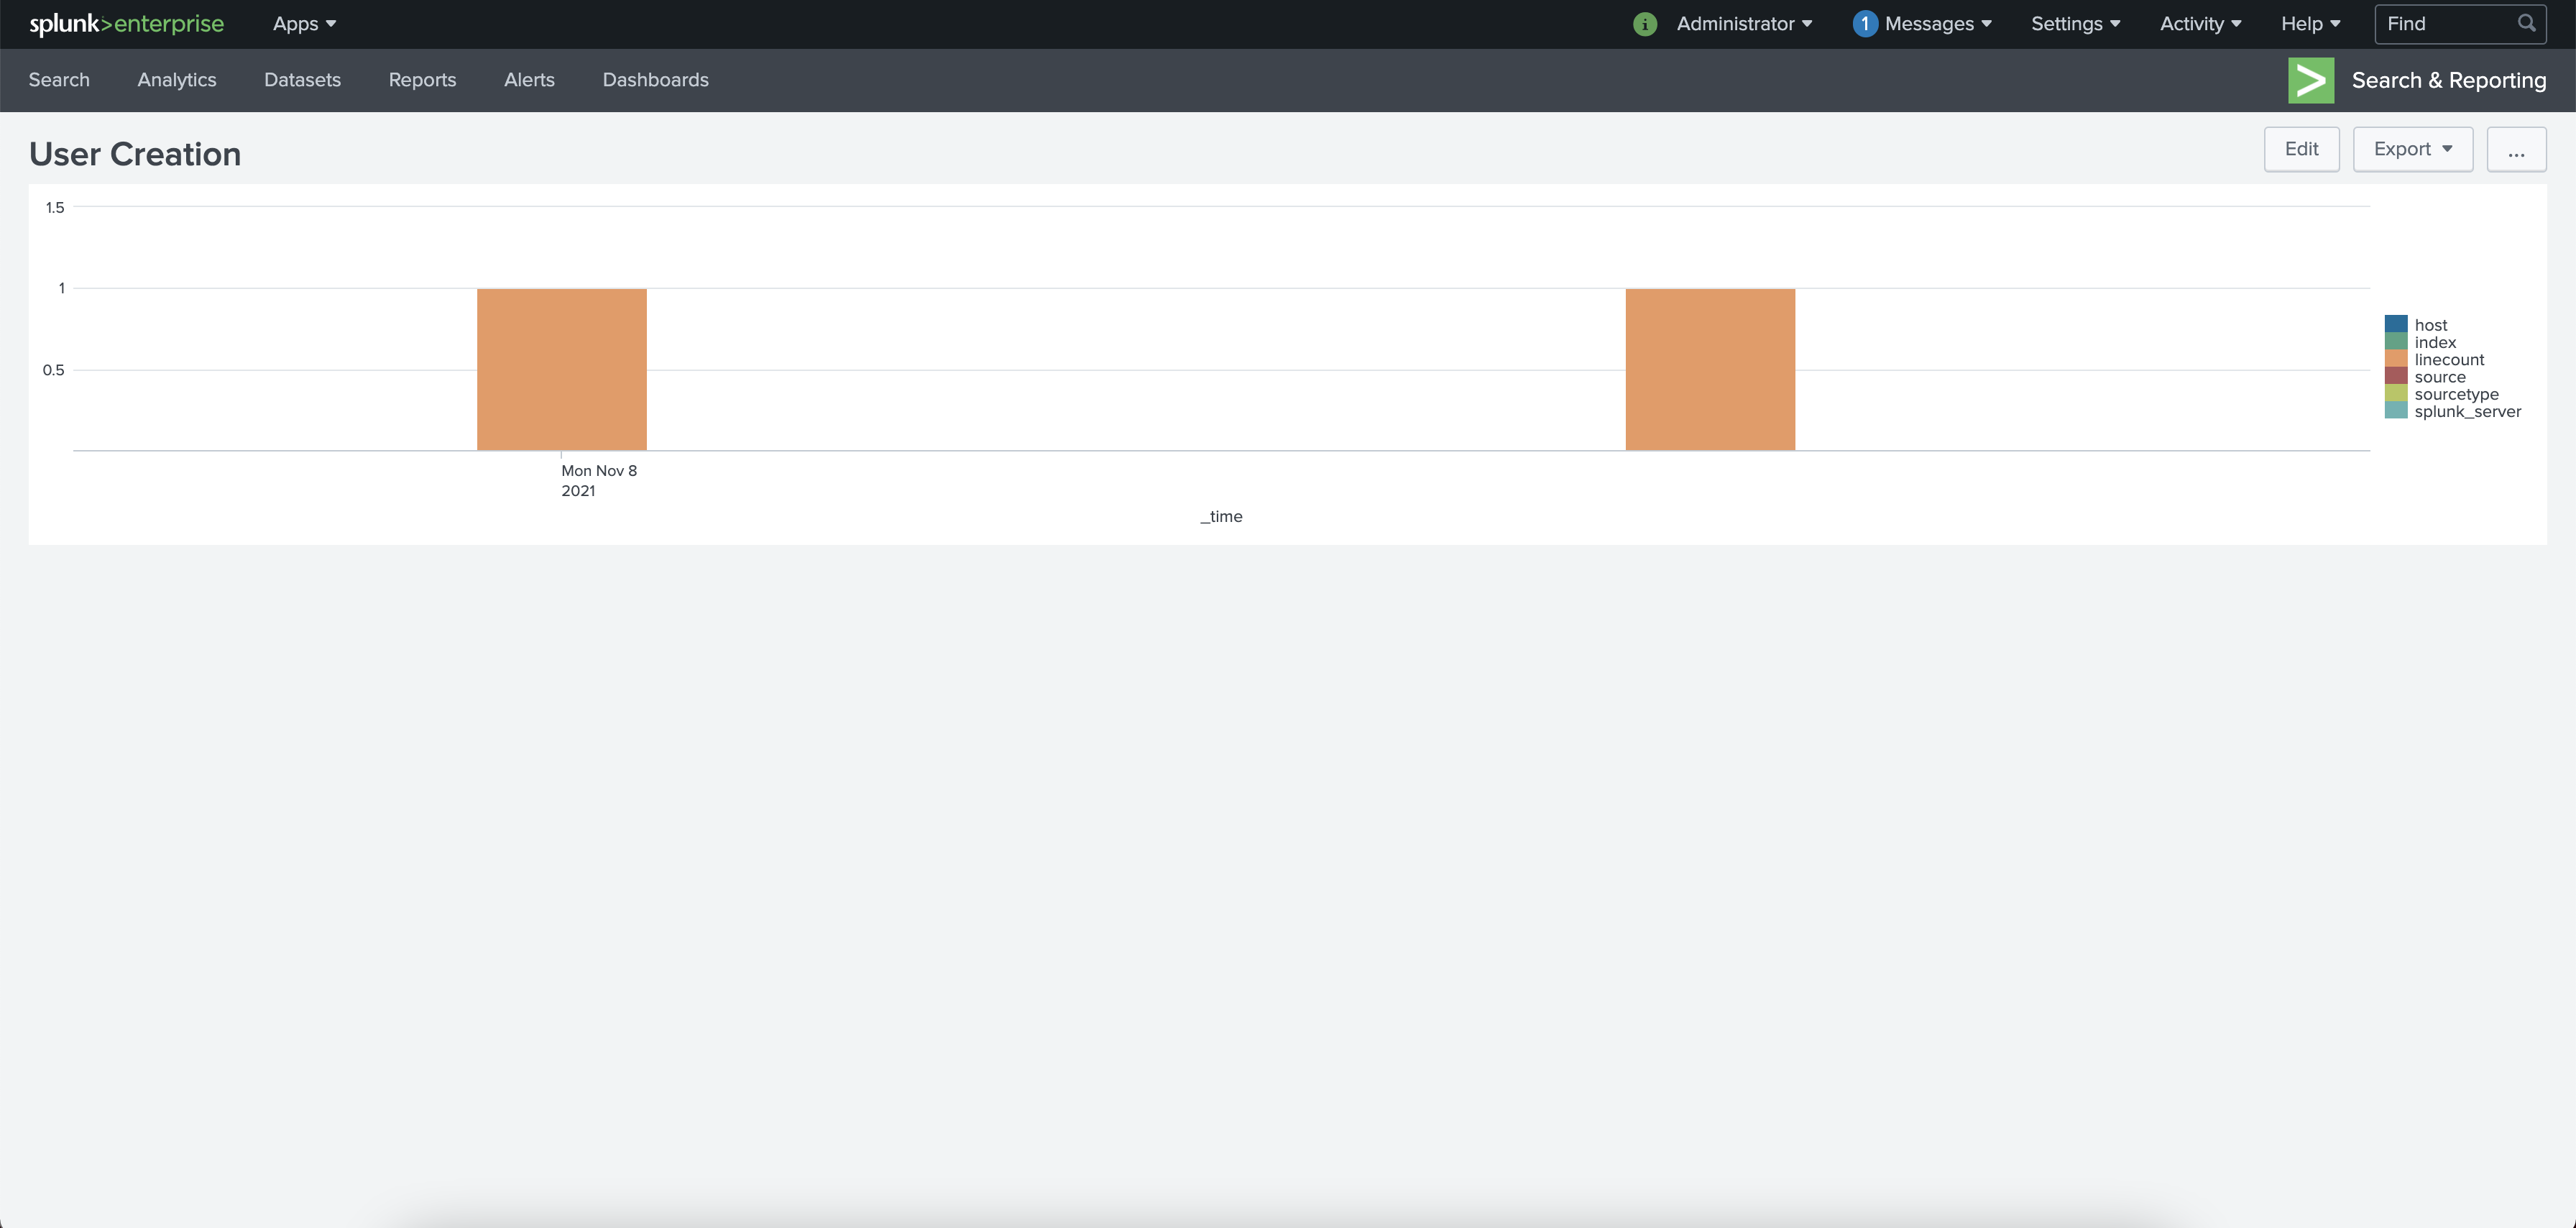 splunk>enterprise Apps i Administrator 1 Messages Settings Activity Help Find
Search Analytics Datasets Reports Alerts Dashboards > Search & Reporting
User Creation Edit Export ...
1.5
1
0.5
Mon Nov 8
2021
_time
host
index
linecount
source
sourcetype
splunk_server